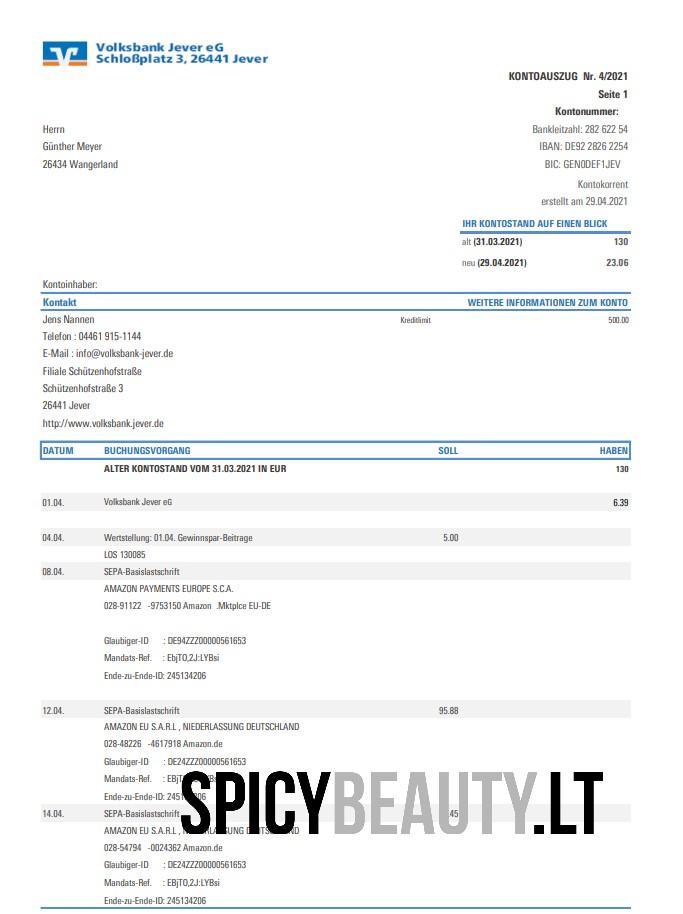 Volksbank Jever eG
Schloßplatz 3, 26441 Jever
KONTOAUSZUG Nr. 4/2021
Seite 1
Kontonummer:
Herrn
Bankleitzahl: 282 622 54
Günther Meyer
IBAN: DE92 2826 2254
26434 Wangerland
BIC: GENODEF1JEV
Kontokorrent
erstellt am 29.04.2021
IHR KONTOSTAND AUF EINEN BLICK
alt (31.03.2021) 130
neu (29.04.2021) 23.06
Kontoinhaber:
Kontakt WEITERE INFORMATIONEN ZUM KONTO
Jens Nannen Kreditlimit 500.00
Telefon : 04461 915-1144
E-Mail : info@volksbank-jever.de
Filiale Schützenhofstraße
Schützenhofstraße 3
26441 Jever
http://www.volksbank.jever.de
DATUM BUCHUNGSVORGANG SOLL HABEN
ALTER KONTOSTAND VOM 31.03.2021 IN EUR 130
01.04. Volksbank Jever eG 6.39
04.04. Wertstellung: 01.04. Gewinnspar-Beitrage 5.00
LOS 130085
08.04. SEPA-Basislastschrift
AMAZON PAYMENTS EUROPE S.C.A.
028-91122 -9753150 Amazon .Mktplce EU-DE
Glaubiger-ID : DE94ZZZ00000561653
Mandats-Ref. : EbjTO,2J:LYBsi
Ende-zu-Ende-ID: 245134206
12.04. SEPA-Basislastschrift 95.88
AMAZON EU S.A.R.L , NIEDERLASSUNG DEUTSCHLAND
028-48226 -4617918 Amazon.de
Glaubiger-ID : DE24ZZZ00000561653
Mandats-Ref. :
Ende-zu-Ende-ID:
SPICYBEAUTY.LT
14.04. SEPA-Basislastschrift 45
AMAZON EU S.A.R.L ,
028-54794 -0024362 Amazon.de
Glaubiger-ID : DE24ZZZ00000561653
Mandats-Ref. : EBjTO,2J:LYBsi
Ende-zu-Ende-ID: 245134206